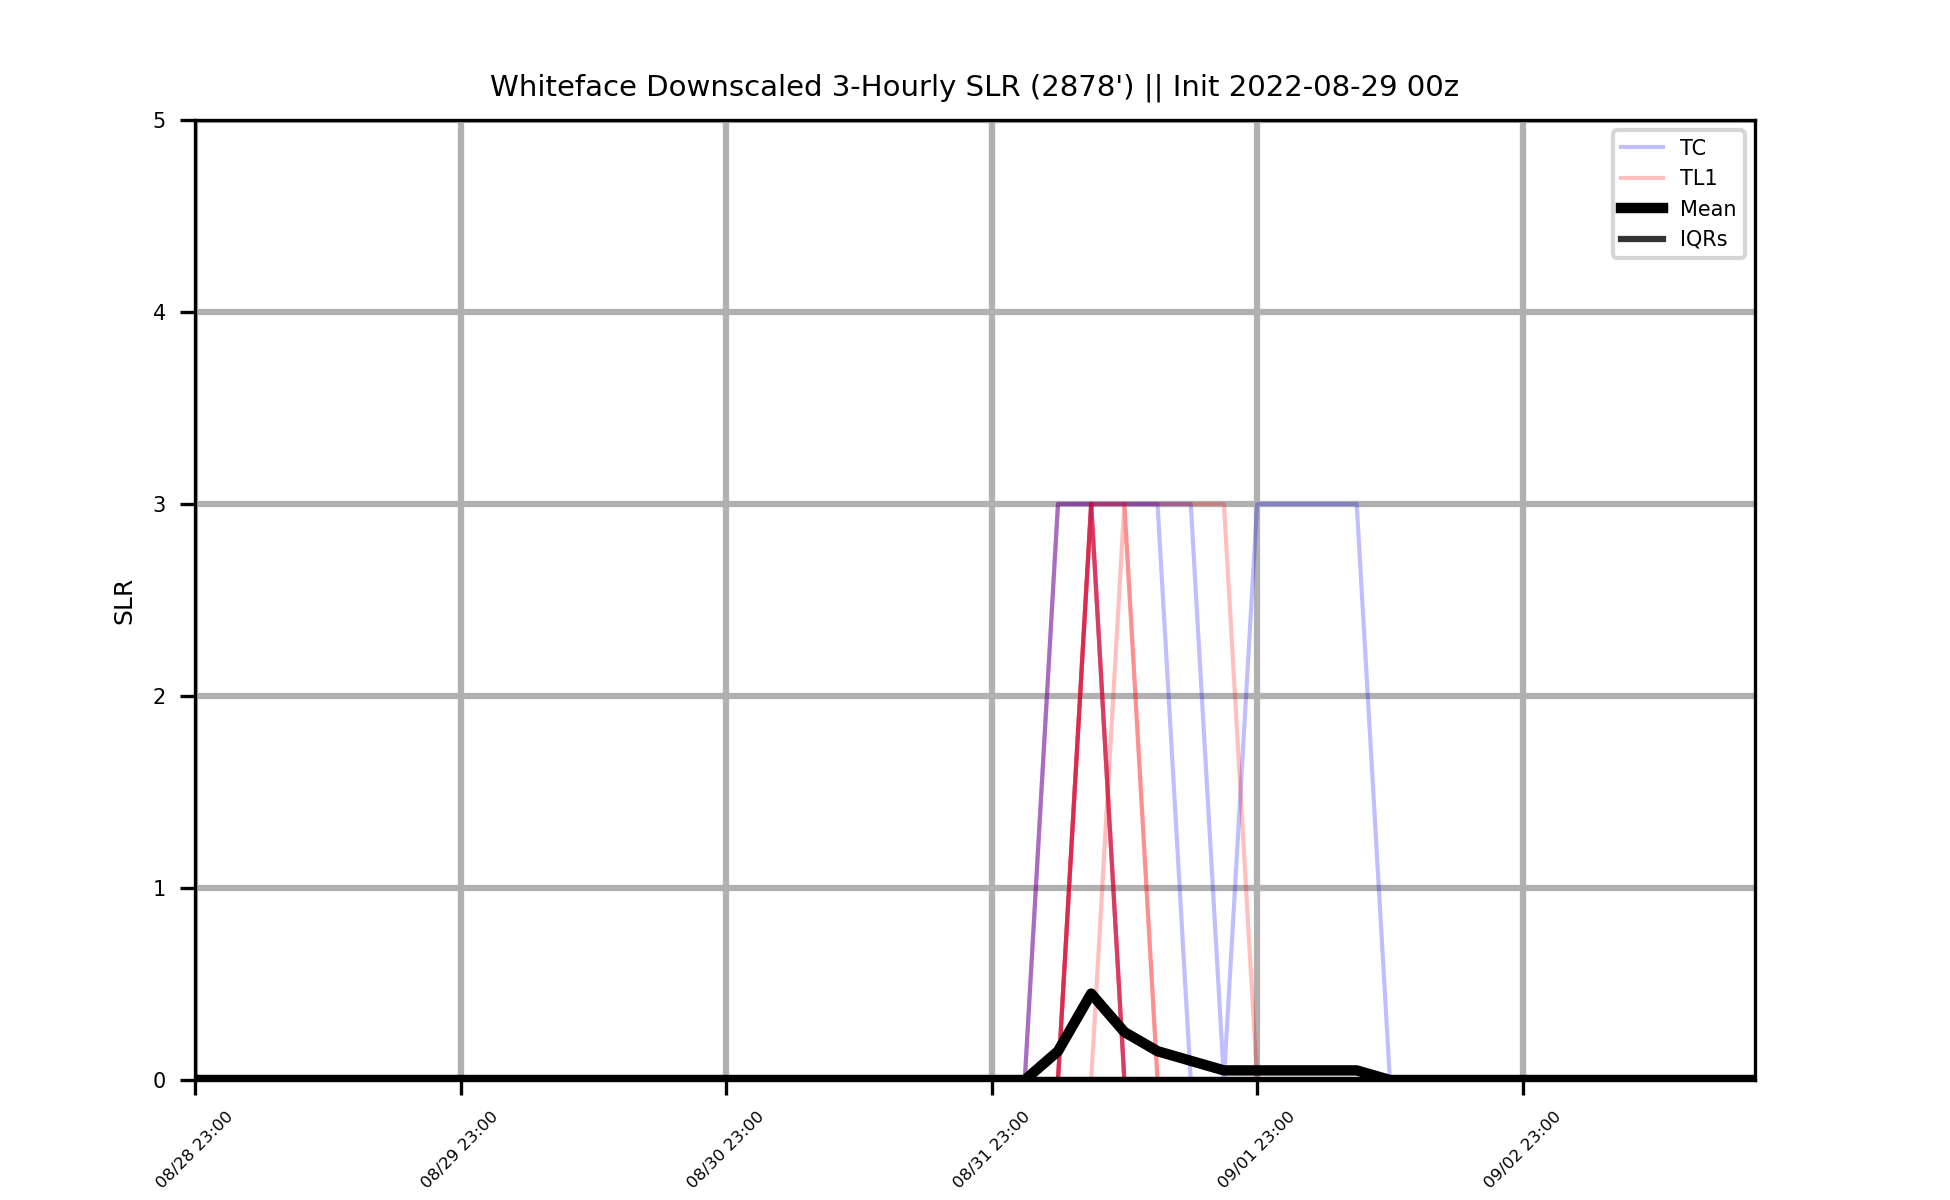 Whiteface Downscaled 3-Hourly SLR (2878') || Init 2022-08-29 00z
5
4
3
2
1
0
SLR
TC
TL1
Mean
IQRs
08/28 23:00
08/29 23:00
08/30 23:00
08/31 23:00
09/01 23:00
09/02 23:00